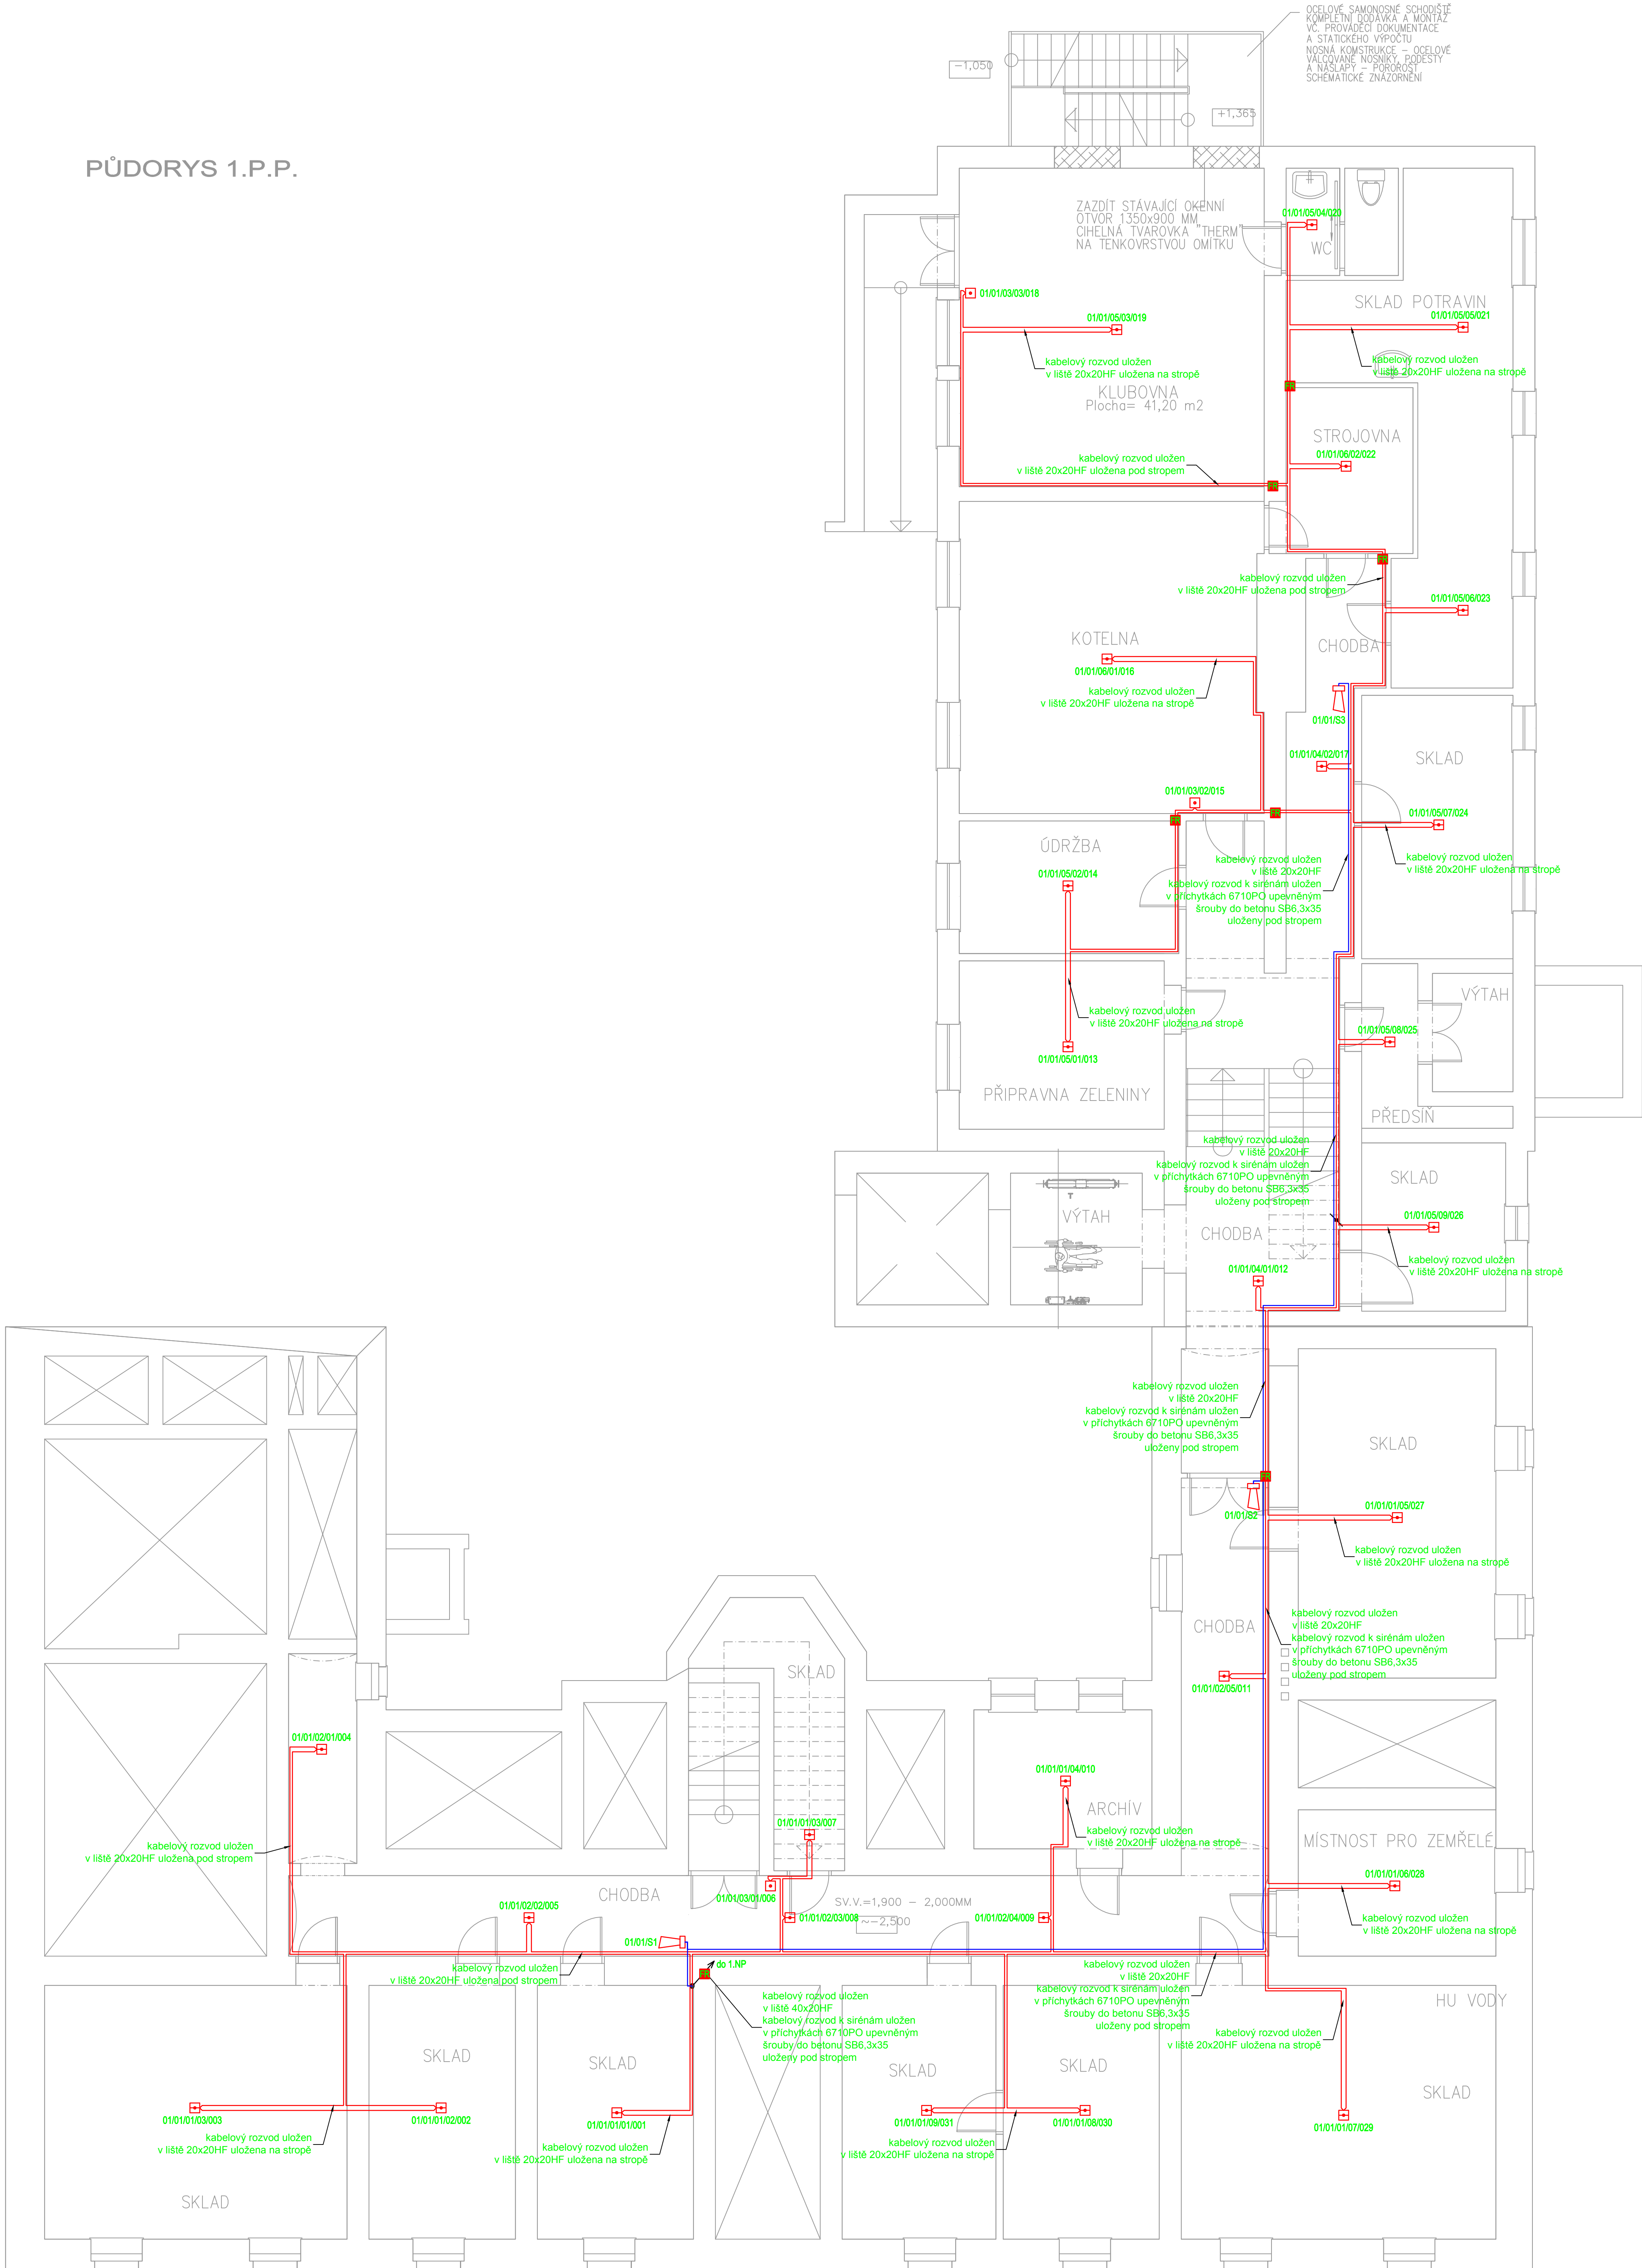 OCELOVÉ SAMONOSNÉ SCHODIŠTĚ
KOMPLETNÍ DODÁVKA A MONTÁŽ
VČ. PROVÁDĚCÍ DOKUMENTACE
A STATICKÉHO VÝPOČTU
NOSNÁ KOMSTRUKCE – OCELOVÉ
VÁLCOVANÉ NOSNÍKY, PODESTY
A NÁŠLAPY – POROROŠT
SCHÉMATICKÉ ZNÁZORNĚNÍ
–1,050
+1,365
PŮDORYS 1.P.P.
ZAZDÍT STÁVAJÍCÍ OKENNÍ
OTVOR 1350x900 MM
CIHELNÁ TVAROVKA "THERM"
NA TENKOVRSTVOU OMÍTKU
01/01/05/04/020
WC
SKLAD POTRAVIN
01/01/03/03/018
01/01/05/03/019
01/01/05/05/021
kabelový rozvod uložen
v liště 20x20HF uložena na stropě
kabelový rozvod uložen
v liště 20x20HF uložena na stropě
KLUBOVNA
Plocha= 41,20 m2
STROJOVNA
01/01/06/02/022
kabelový rozvod uložen
v liště 20x20HF uložena pod stropem
kabelový rozvod uložen
v liště 20x20HF uložena pod stropem
01/01/05/06/023
KOTELNA
CHODBA
01/01/06/01/016
kabelový rozvod uložen
v liště 20x20HF uložena na stropě
01/01/S3
01/01/04/02/017
SKLAD
01/01/03/02/015
01/01/05/07/024
ÚDRŽBA
kabelový rozvod uložen
v liště 20x20HF
kabelový rozvod k sirénám uložen
v příchytkách 6710PO upevněným
šrouby do betonu SB6,3x35
uloženy pod stropem
kabelový rozvod uložen
v liště 20x20HF uložena na stropě
01/01/05/02/014
VÝTAH
kabelový rozvod uložen
v liště 20x20HF uložena na stropě
01/01/05/08/025
01/01/05/01/013
PŘIPRAVNA ZELENINY
PŘEDSÍŇ
kabelový rozvod uložen
v liště 20x20HF
kabelový rozvod k sirénám uložen
v příchytkách 6710PO upevněným
šrouby do betonu SB6,3x35
uloženy pod stropem
SKLAD
VÝTAH
CHODBA
01/01/05/09/026
kabelový rozvod uložen
v liště 20x20HF uložena na stropě
01/01/04/01/012
kabelový rozvod uložen
v liště 20x20HF
kabelový rozvod k sirénám uložen
v příchytkách 6710PO upevněným
šrouby do betonu SB6,3x35
uloženy pod stropem
SKLAD
01/01/S2
01/01/01/05/027
kabelový rozvod uložen
v liště 20x20HF uložena na stropě
CHODBA
kabelový rozvod uložen
v liště 20x20HF
kabelový rozvod k sirénám uložen
v příchytkách 6710PO upevněným
šrouby do betonu SB6,3x35
uloženy pod stropem
SKLAD
01/01/02/05/011
01/01/02/01/004
01/01/01/04/010
ARCHÍV
01/01/01/03/007
kabelový rozvod uložen
v liště 20x20HF uložena na stropě
MÍSTNOST PRO ZEMŘELÉ
kabelový rozvod uložen
v liště 20x20HF uložena pod stropem
01/01/01/06/028
CHODBA
01/01/03/01/006
SV.V.=1,900 – 2,000MM
~–2,500
01/01/02/02/005
01/01/02/03/008
01/01/02/04/009
kabelový rozvod uložen
v liště 20x20HF uložena na stropě
01/01/S1
do 1.NP
kabelový rozvod uložen
v liště 20x20HF uložena pod stropem
kabelový rozvod uložen
v liště 20x20HF
kabelový rozvod k sirénám uložen
v příchytkách 6710PO upevněným
šrouby do betonu SB6,3x35
uloženy pod stropem
kabelový rozvod uložen
v liště 40x20HF
kabelový rozvod k sirénám uložen
v příchytkách 6710PO upevněným
šrouby do betonu SB6,3x35
uloženy pod stropem
HU VODY
kabelový rozvod uložen
v liště 20x20HF uložena na stropě
SKLAD
SKLAD
SKLAD
SKLAD
SKLAD
01/01/01/03/003
01/01/01/02/002
01/01/01/01/001
01/01/01/09/031
01/01/01/08/030
01/01/01/07/029
kabelový rozvod uložen
v liště 20x20HF uložena na stropě
kabelový rozvod uložen
v liště 20x20HF uložena na stropě
kabelový rozvod uložen
v liště 20x20HF uložena na stropě
SKLAD